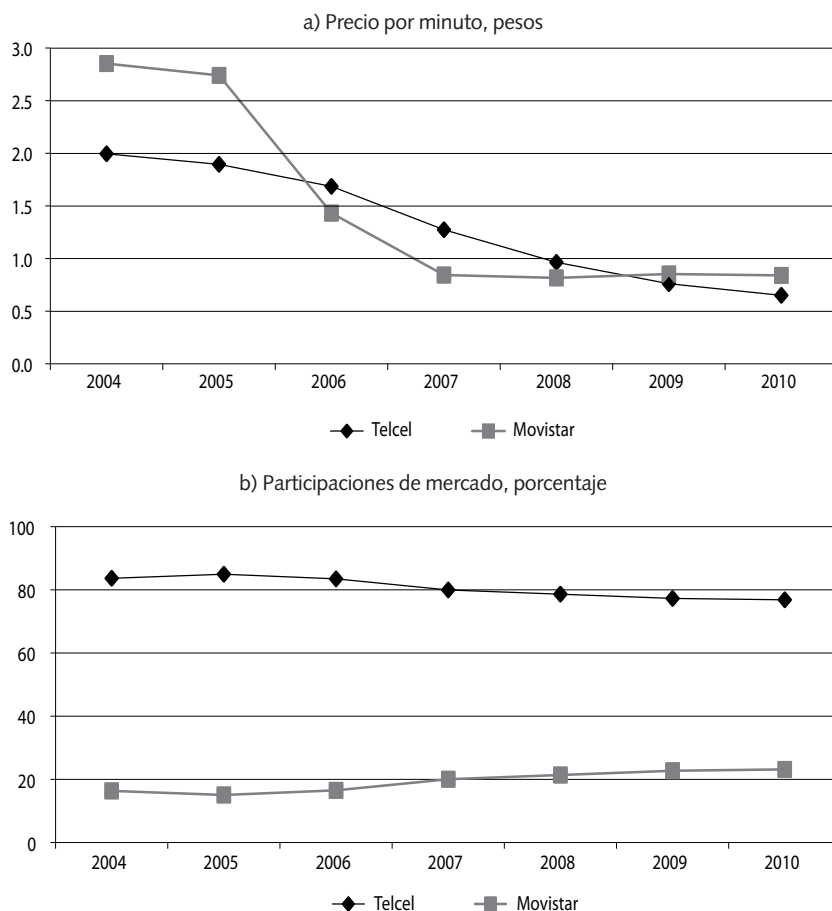 a) Precio por minuto, pesos
3.0
2.5
2.0
1.5
1.0
0.5
0.0
2004 2005 2006 2007 2008 2009 2010
Telcel Movistar
b) Participaciones de mercado, porcentaje
100
80
60
40
20
0
2004 2005 2006 2007 2008 2009 2010
Telcel Movistar